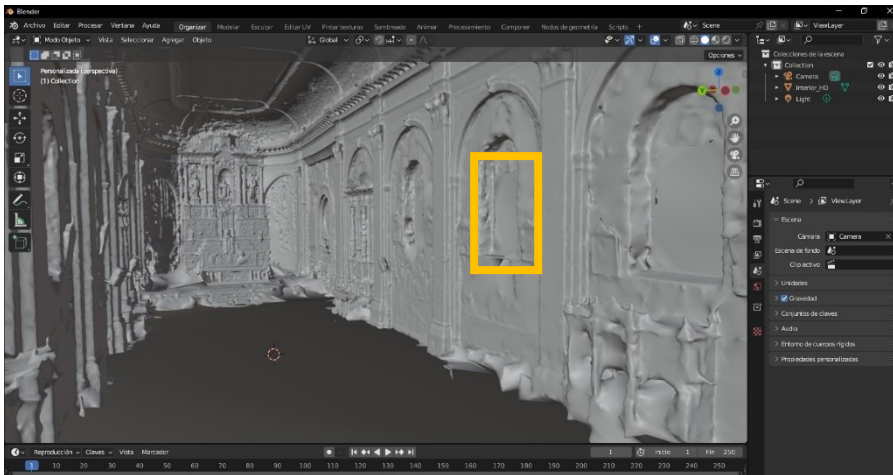 Blender
Archivo Editar Procesar Ventana Ayuda Organizar Modelar Esculpir Editar UV Pintar texturas Sombreado Animar Procesamiento Componer Nodos de geometría Scripts + Scene ViewLayer
Modo Objeto Vista Seleccionar Agregar Objeto Global
Opciones
Personalizada (perspectiva)
(1) Collection
Z
Y
Colecciones de la escena
Collection
Camera
Interior_HD
Light
Scene > ViewLayer
Escena
Cámara Camera
Escena de fondo
Clip activo
Unidades
Gravedad
Conjuntos de claves
Audio
Entorno de cuerpos rígidos
Propiedades personalizadas
Reproducción Claves Vista Marcador 1 Inicio 1 Fin 250
1 10 20 30 40 50 60 70 80 90 100 110 120 130 140 150 160 170 180 190 200 210 220 230 240 250